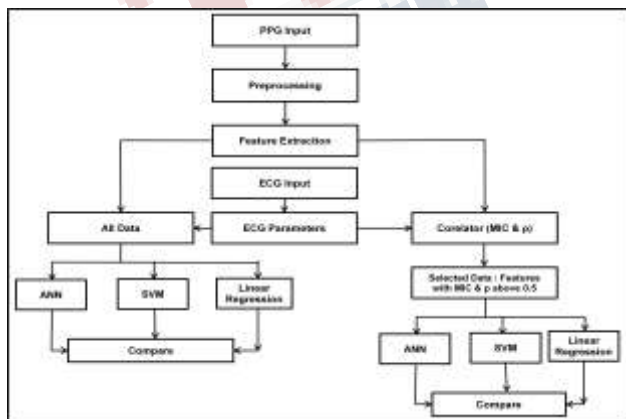 PPG Input
Preprocessing
Feature Extraction
ECG Input
All Data
ECG Parameters
Corelator (MIC & ρ)
ANN
SVM
Linear
Regression
Compare
Selected Data : Features
with MIC & ρ above 0.5
ANN
SVM
Linear
Regression
Compare